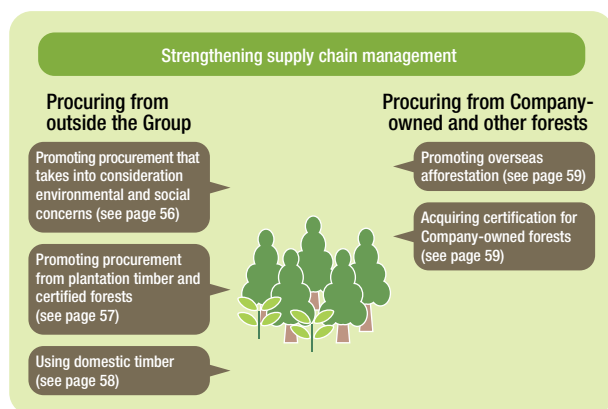 Strengthening supply chain management
Procuring from
outside the Group
Promoting procurement that
takes into consideration
environmental and social
concerns (see page 56)
Promoting procurement
from plantation timber and
certified forests
(see page 57)
Using domestic timber
(see page 58)
Procuring from Company-
owned and other forests
Promoting overseas
afforestation (see page 59)
Acquiring certification for
Company-owned forests
(see page 59)